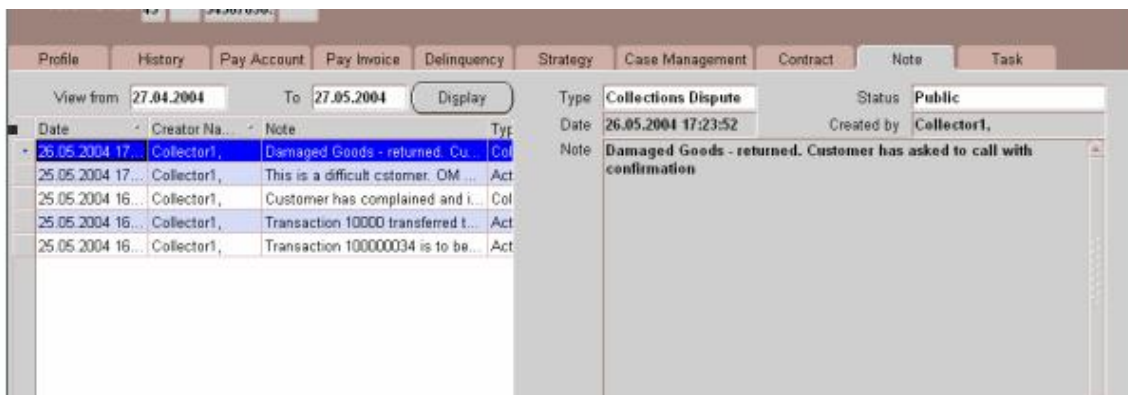 Profile History Pay Account Pay Invoice Delinquency Strategy Case Management Contract Note Task
View from 27.04.2004 To 27.05.2004 Display
Type Collections Dispute Status Public
Date 26.05.2004 17:23:52 Created by Collector1,
Note Damaged Goods - returned. Customer has asked to call with
confirmation
Date Creator Na... Note Typ
26.05.2004 17... Collector1, Damaged Goods - returned. Cu... Col
25.05.2004 17... Collector1, This is a difficult cstomer. OM ... Act
25.05.2004 16... Collector1, Customer has complained and i... Col
25.05.2004 16... Collector1, Transaction 10000 transferred t... Act
25.05.2004 16... Collector1, Transaction 100000034 is to be... Act